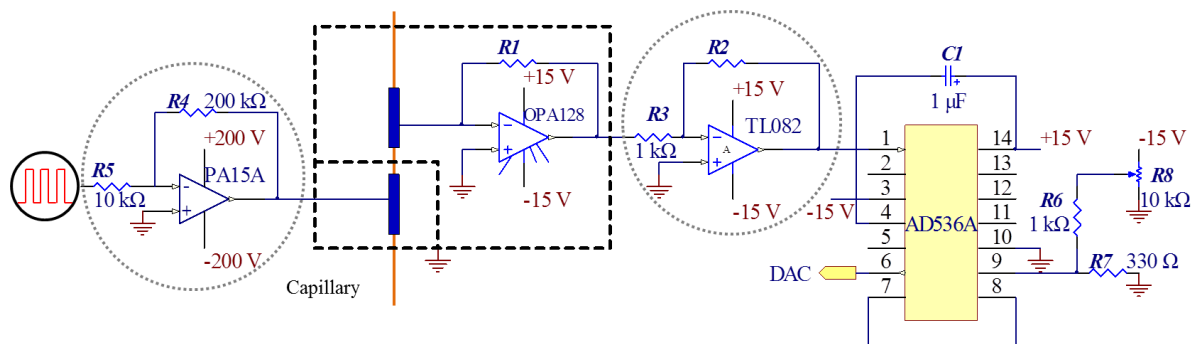 R4
200 kΩ
+200 V
R5
PA15A
10 kΩ
-200 V
Capillary
R1
+15 V
OPA128
-15 V
R2
+15 V
R3
TL082
1 kΩ
A
-15 V
C1
1 µF
+
1
14
+15 V
2
13
-15 V
3
12
4
AD536A
11
5
10
DAC
6
9
7
8
-15 V
R8
10 kΩ
R6
1 kΩ
R7
330 Ω